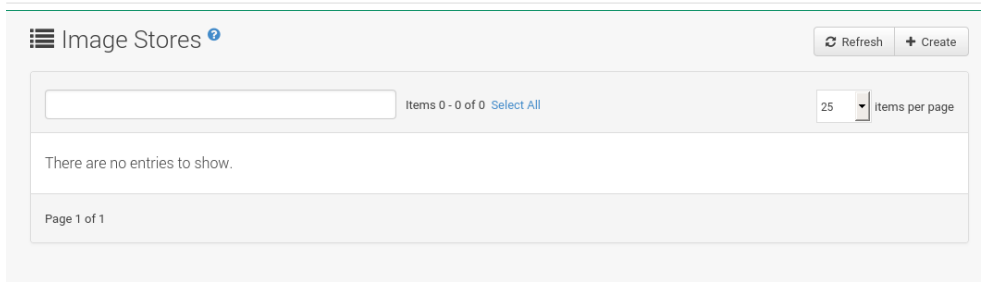 Image Stores ?
Refresh Create
Items 0 - 0 of 0 Select All 25 items per page
There are no entries to show.
Page 1 of 1